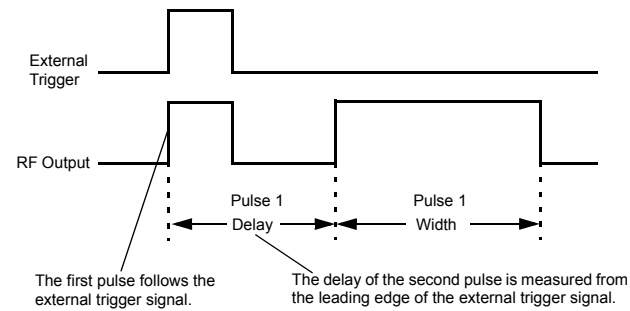 External
Trigger
RF Output
Pulse 1
Delay
Pulse 1
Width
The first pulse follows the
external trigger signal.
The delay of the second pulse is measured from
the leading edge of the external trigger signal.